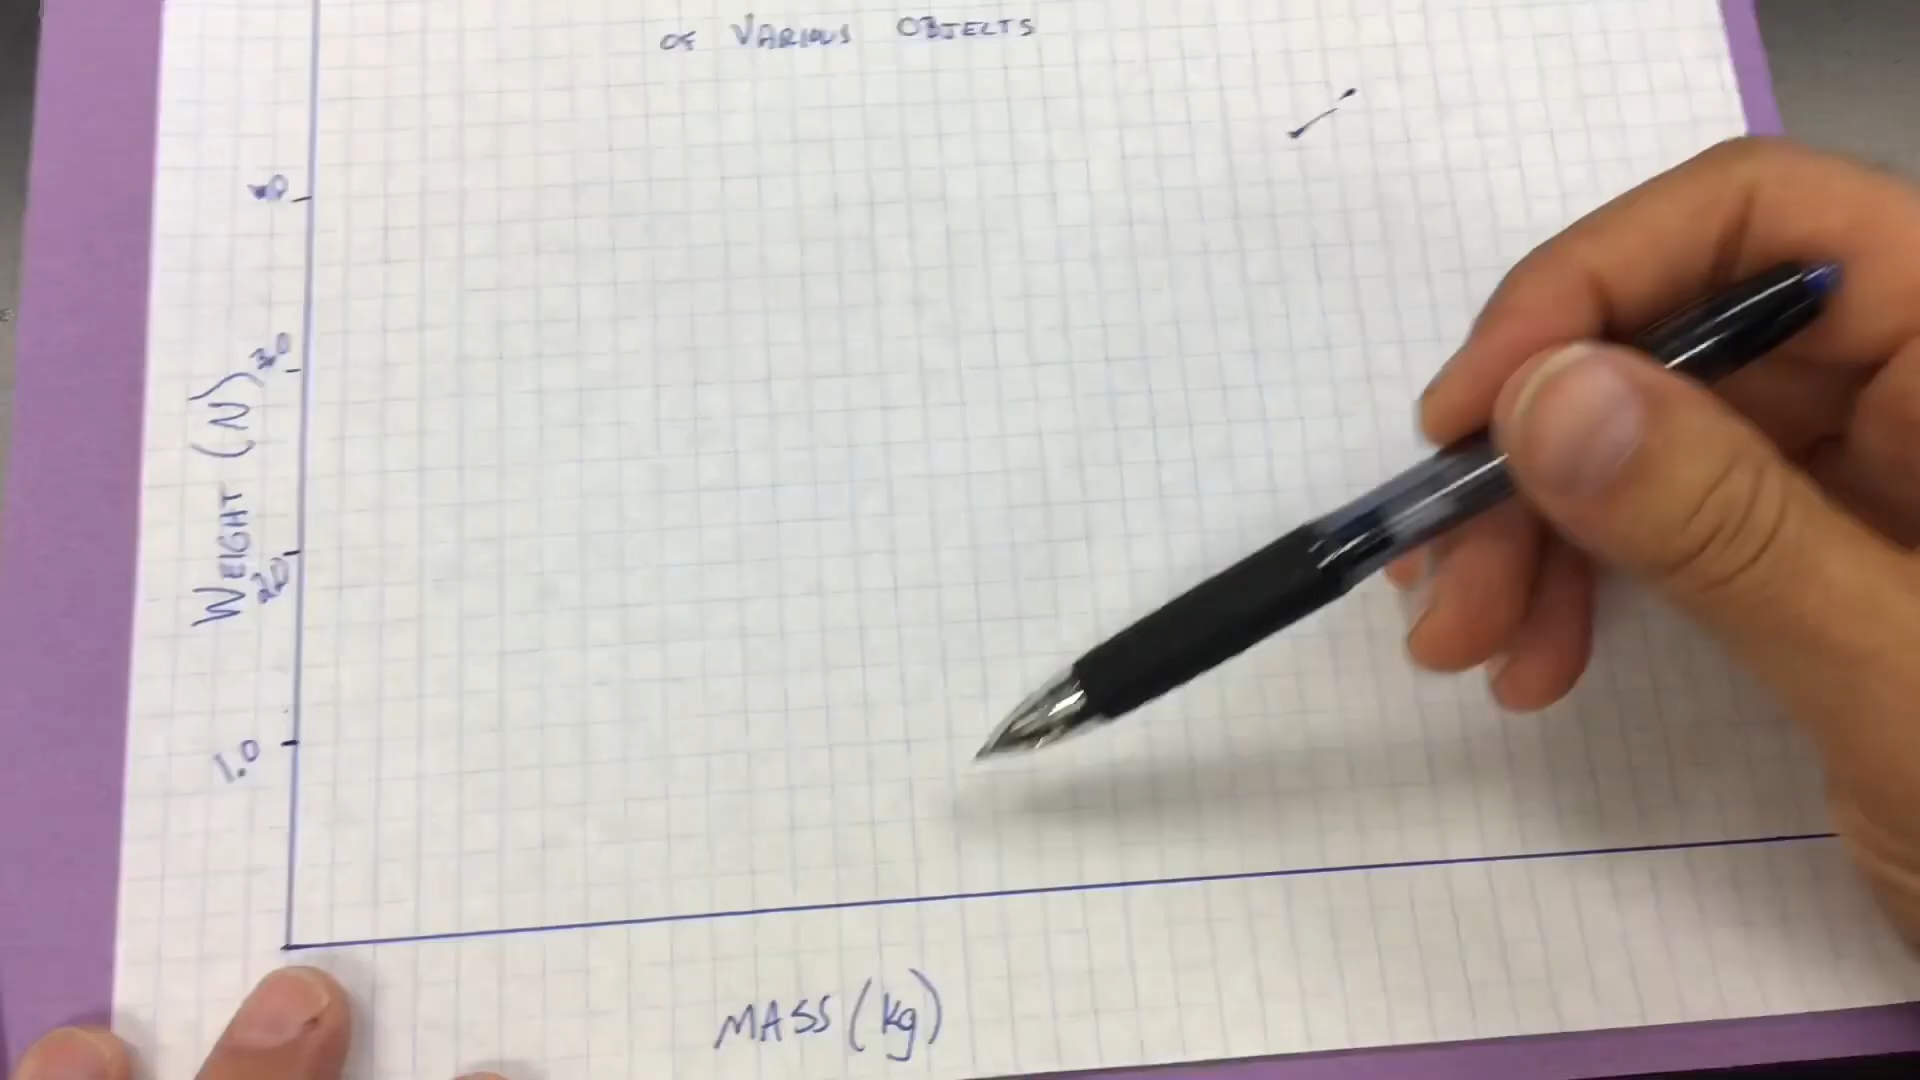 OF VARIOUS OBJECTS
3.0
WEIGHT (N)
2.0
1.0
MASS (kg)